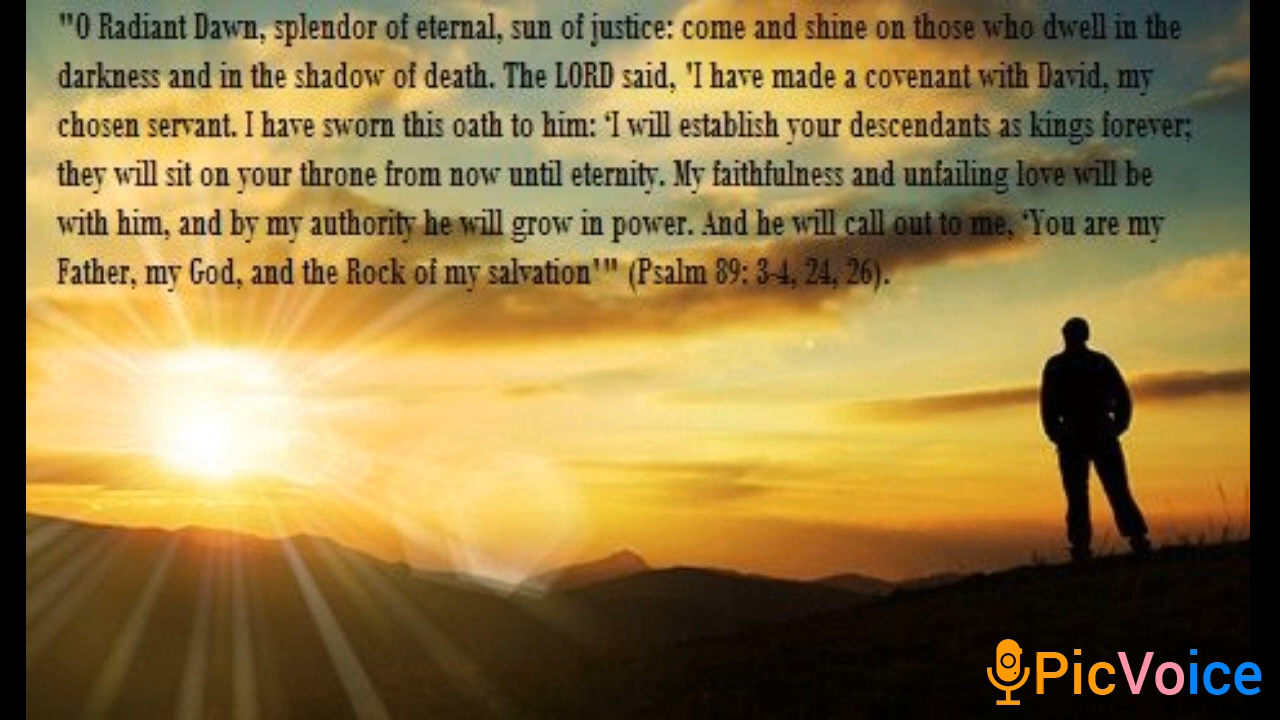 "O Radiant Dawn, splendor of eternal, sun of justice: come and shine on those who dwell in the
darkness and in the shadow of death. The LORD said, 'I have made a covenant with David, my
chosen servant. I have sworn this oath to him: ‘I will establish your descendants as kings forever;
they will sit on your throne from now until eternity. My faithfulness and unfailing love will be
with him, and by my authority he will grow in power. And he will call out to me, ‘You are my
Father, my God, and the Rock of my salvation'" (Psalm 89: 3-4, 24, 26).
PicVoice